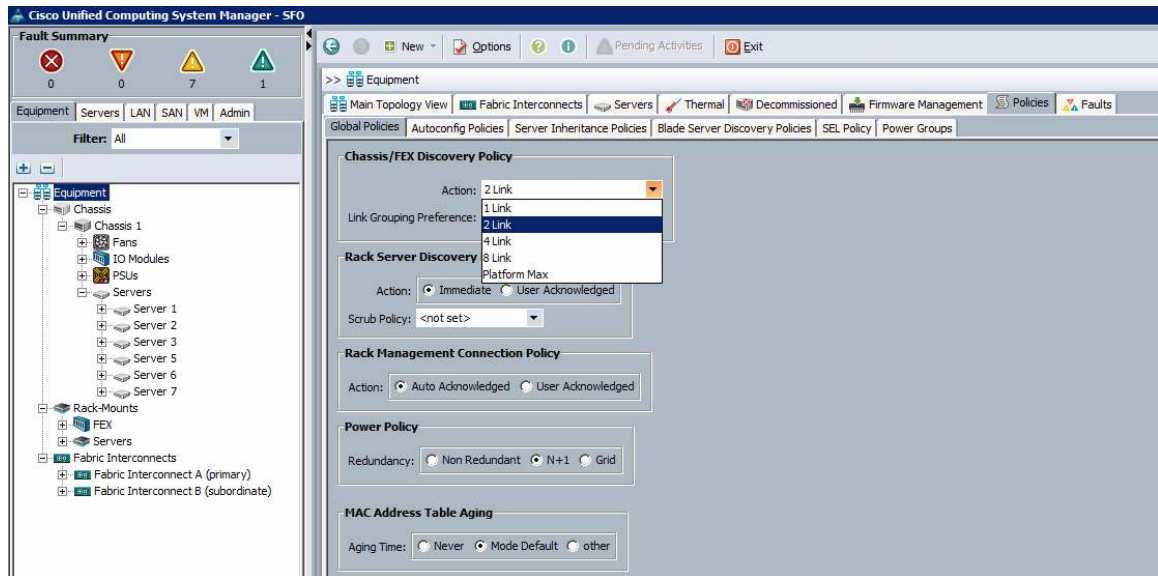 Cisco Unified Computing System Manager - SFO
Fault Summary
0 0 7 1
Equipment Servers LAN SAN VM Admin
Filter: All
Equipment
Chassis
Chassis 1
Fans
IO Modules
PSUs
Servers
Server 1
Server 2
Server 3
Server 5
Server 6
Server 7
Rack-Mounts
FEX
Servers
Fabric Interconnects
Fabric Interconnect A (primary)
Fabric Interconnect B (subordinate)
New Options Pending Activities Exit
>> Equipment
Main Topology View Fabric Interconnects Servers Thermal Decommissioned Firmware Management Policies Faults
Global Policies Autoconfig Policies Server Inheritance Policies Blade Server Discovery Policies SEL Policy Power Groups
Chassis/FEX Discovery Policy
Action: 2 Link
1 Link
Link Grouping Preference: 2 Link
4 Link
8 Link
Platform Max
Rack Server Discovery
Action: Immediate User Acknowledged
Scrub Policy: <not set>
Rack Management Connection Policy
Action: Auto Acknowledged User Acknowledged
Power Policy
Redundancy: Non Redundant N+1 Grid
MAC Address Table Aging
Aging Time: Never Mode Default other